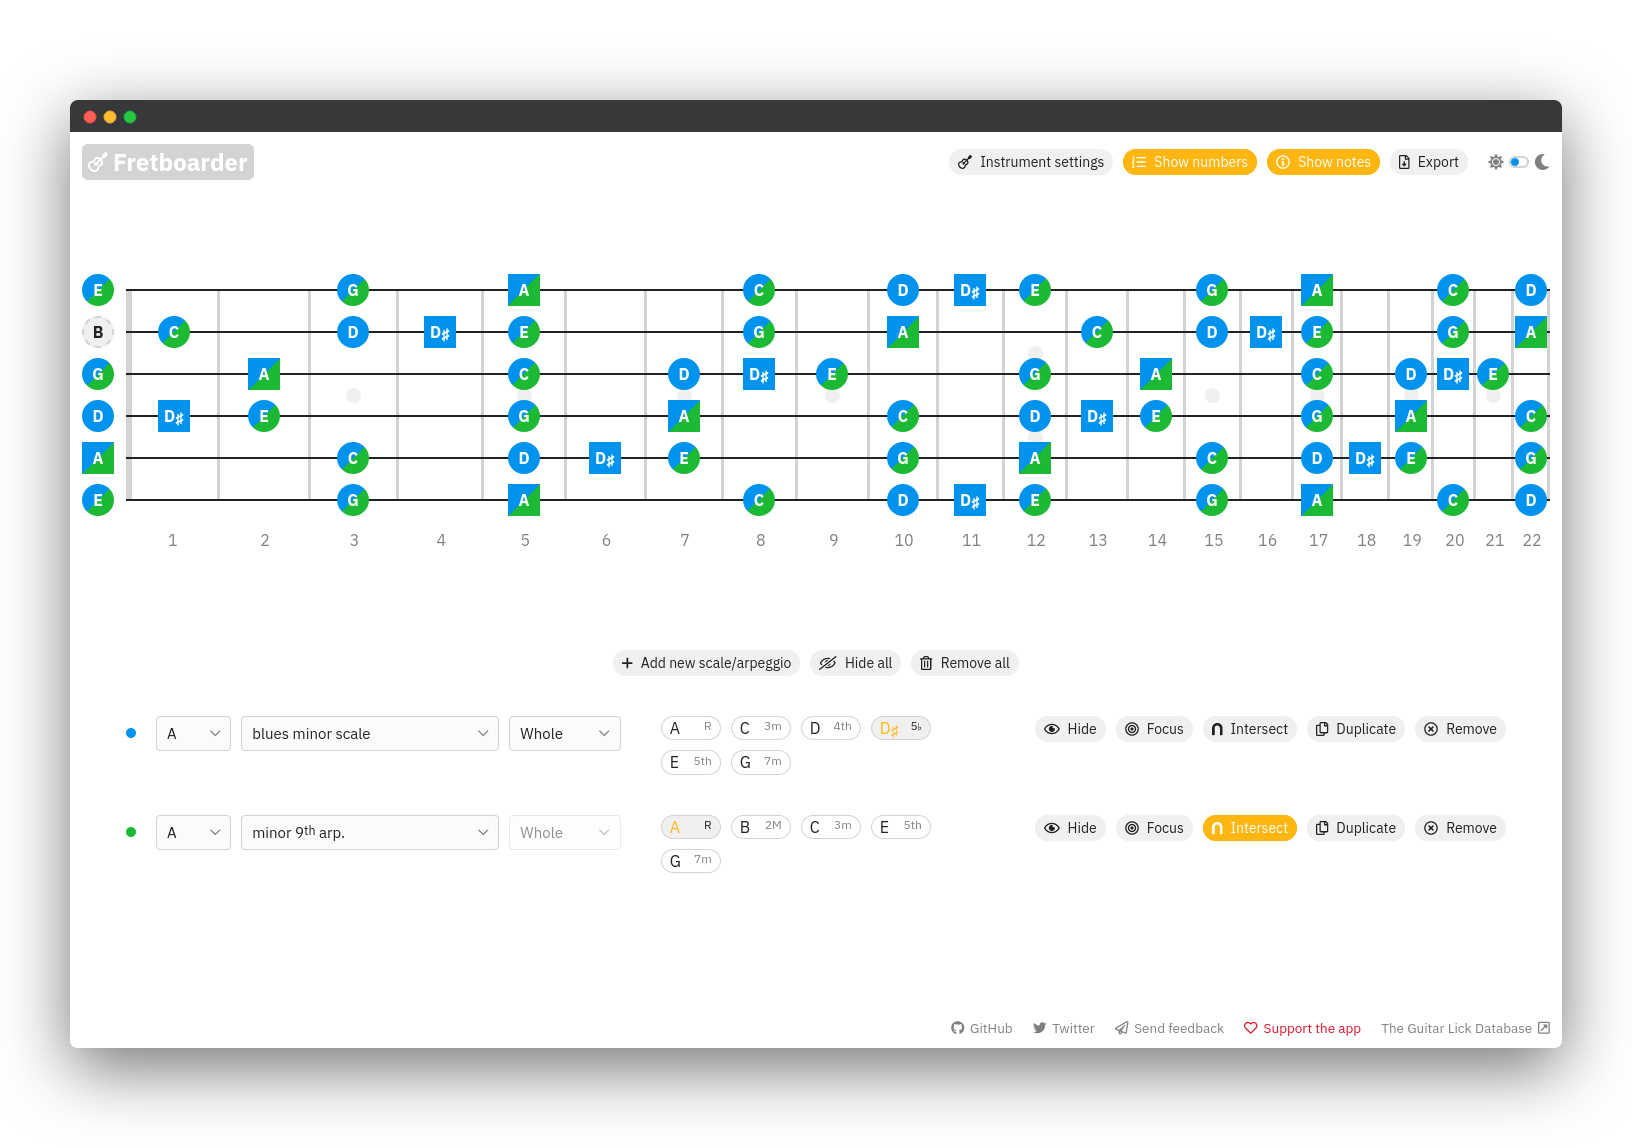 Fretboarder Instrument settings Show numbers Show notes Export
E G A C D D♯ E G A C D
B C D D♯ E G A C D D♯ E G A
G A C D D♯ E G A C D D♯ E
D D♯ E G A C D D♯ E G A C
A C D D♯ E G A C D D♯ E G
E G A C D D♯ E G A C D
1 2 3 4 5 6 7 8 9 10 11 12 13 14 15 16 17 18 19 20 21 22
+ Add new scale/arpeggio Hide all Remove all
A blues minor scale Whole A R C 3m D 4th D♯ 5♭ Hide Focus Intersect Duplicate Remove
E 5th G 7m
A minor 9th arp. Whole A R B 2M C 3m E 5th Hide Focus Intersect Duplicate Remove
G 7m
GitHub Twitter Send feedback Support the app The Guitar Lick Database